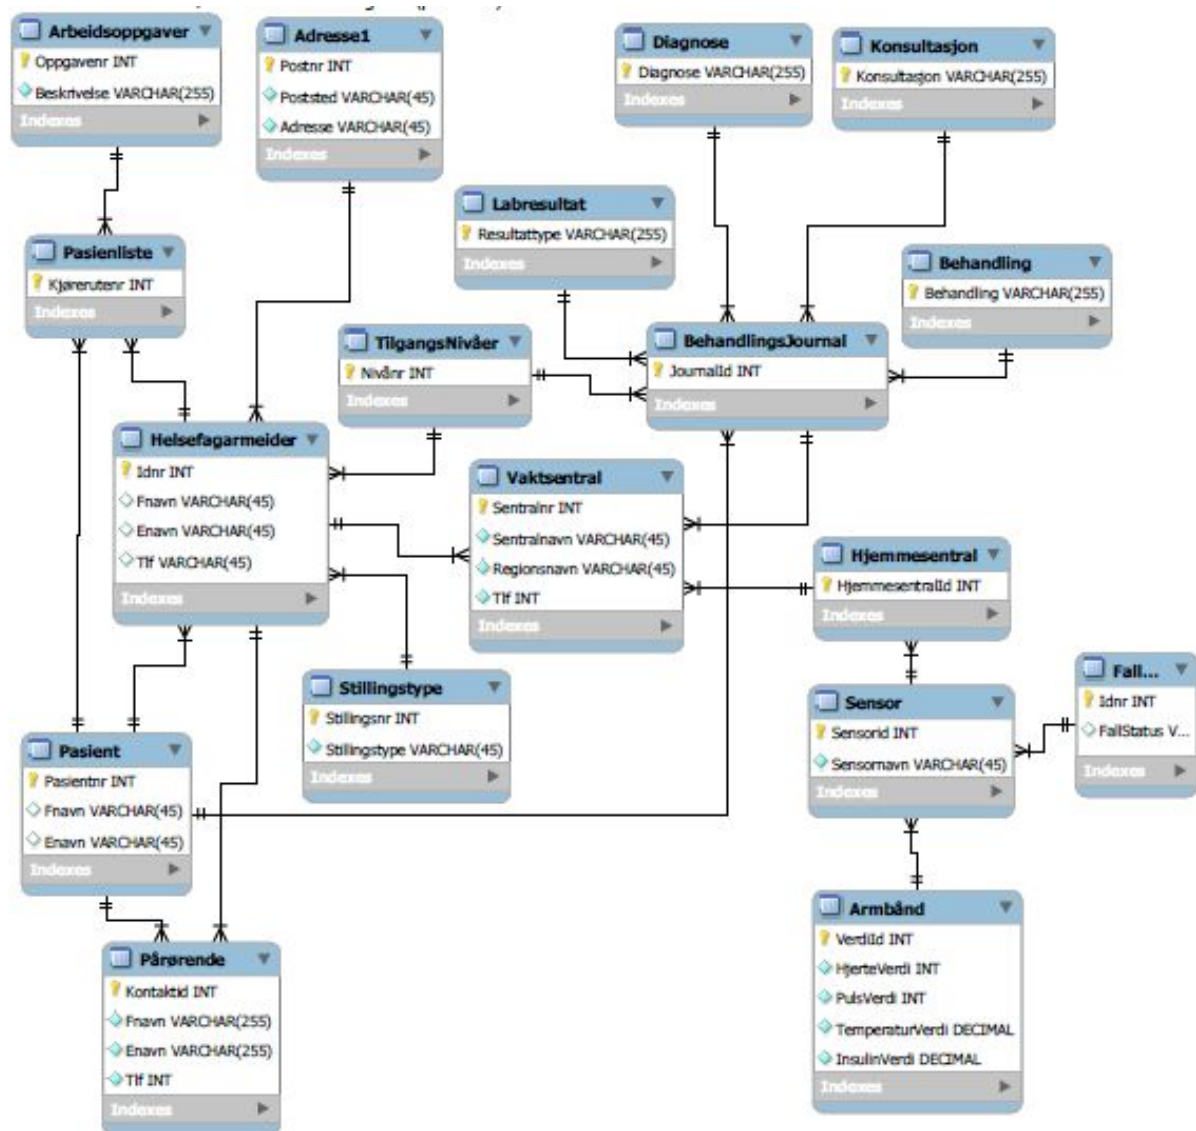 Arbeidsoppgaver
Oppgavenr INT
Beskrivelse VARCHAR(255)
Indexes
Adresse1
Postnr INT
Poststed VARCHAR(45)
Adresse VARCHAR(45)
Indexes
Diagnose
Diagnose VARCHAR(255)
Indexes
Konsultasjon
Konsultasjon VARCHAR(255)
Indexes
Labresultat
Resultattype VARCHAR(255)
Indexes
Pasienliste
Kjørerutenr INT
Indexes
Behandling
Behandling VARCHAR(255)
Indexes
TilgangsNivåer
Nivånr INT
Indexes
BehandlingsJournal
JournalId INT
Indexes
Helsefagarmeider
Idnr INT
Fnavn VARCHAR(45)
Enavn VARCHAR(45)
Tlf VARCHAR(45)
Indexes
Vaktsentral
Sentralnr INT
Sentralnavn VARCHAR(45)
Regionsnavn VARCHAR(45)
Tlf INT
Indexes
Hjemmesentral
HjemmesentralId INT
Indexes
Stillingstype
Stillingsnr INT
Stillingstype VARCHAR(45)
Indexes
Sensor
Sensorid INT
Sensornavn VARCHAR(45)
Indexes
Fall...
Idnr INT
FallStatus V...
Indexes
Pasient
Pasientnr INT
Fnavn VARCHAR(45)
Enavn VARCHAR(45)
Indexes
Armbånd
VerdiId INT
HjerteVerdi INT
PulsVerdi INT
TemperaturVerdi DECIMAL
InsulinVerdi DECIMAL
Indexes
Pårørende
Kontaktid INT
Fnavn VARCHAR(255)
Enavn VARCHAR(255)
Tlf INT
Indexes